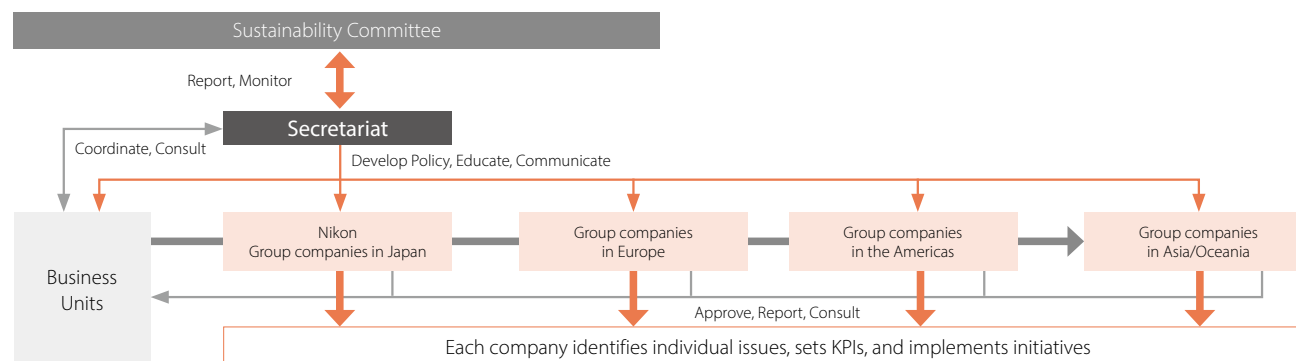 Sustainability Committee
Report, Monitor
Secretariat
Coordinate, Consult
Develop Policy, Educate, Communicate
Business
Units
Nikon
Group companies in Japan
Group companies
in Europe
Group companies
in the Americas
Group companies
in Asia/Oceania
Approve, Report, Consult
Each company identifies individual issues, sets KPIs, and implements initiatives